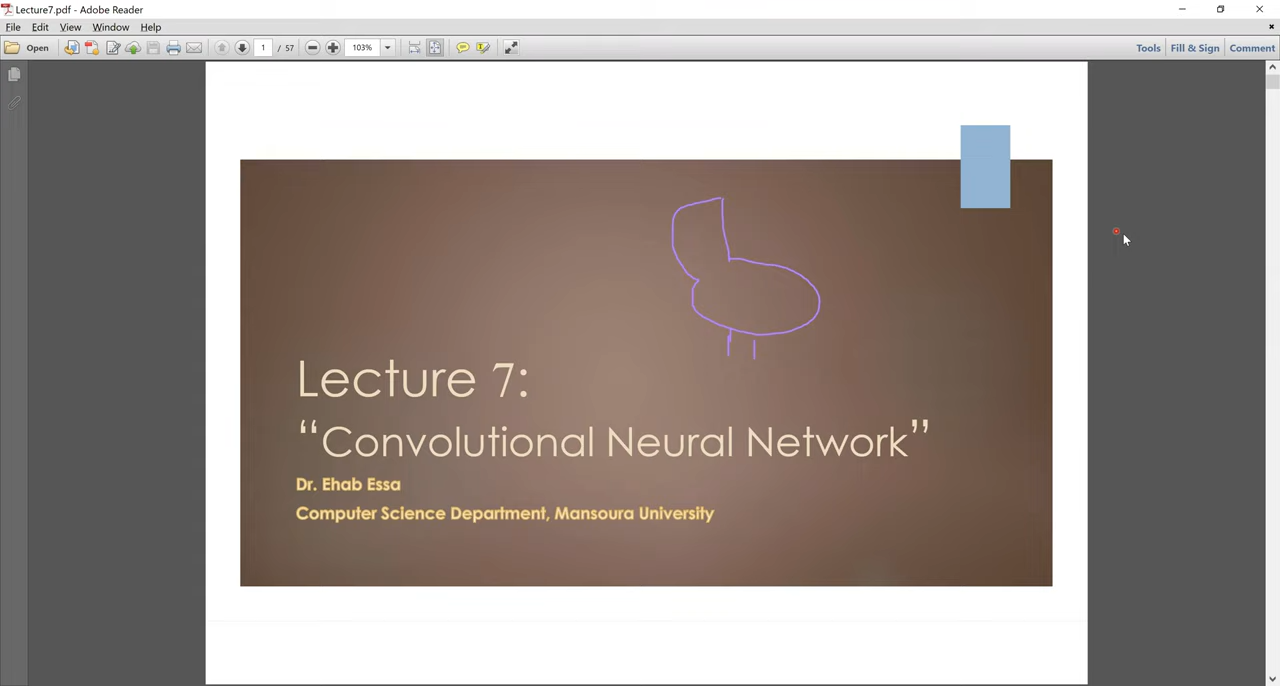 Lecture7.pdf - Adobe Reader
File Edit View Window Help
Open 1 / 57 103% Tools Fill & Sign Comment
Lecture 7:
“Convolutional Neural Network”
Dr. Ehab Essa
Computer Science Department, Mansoura University